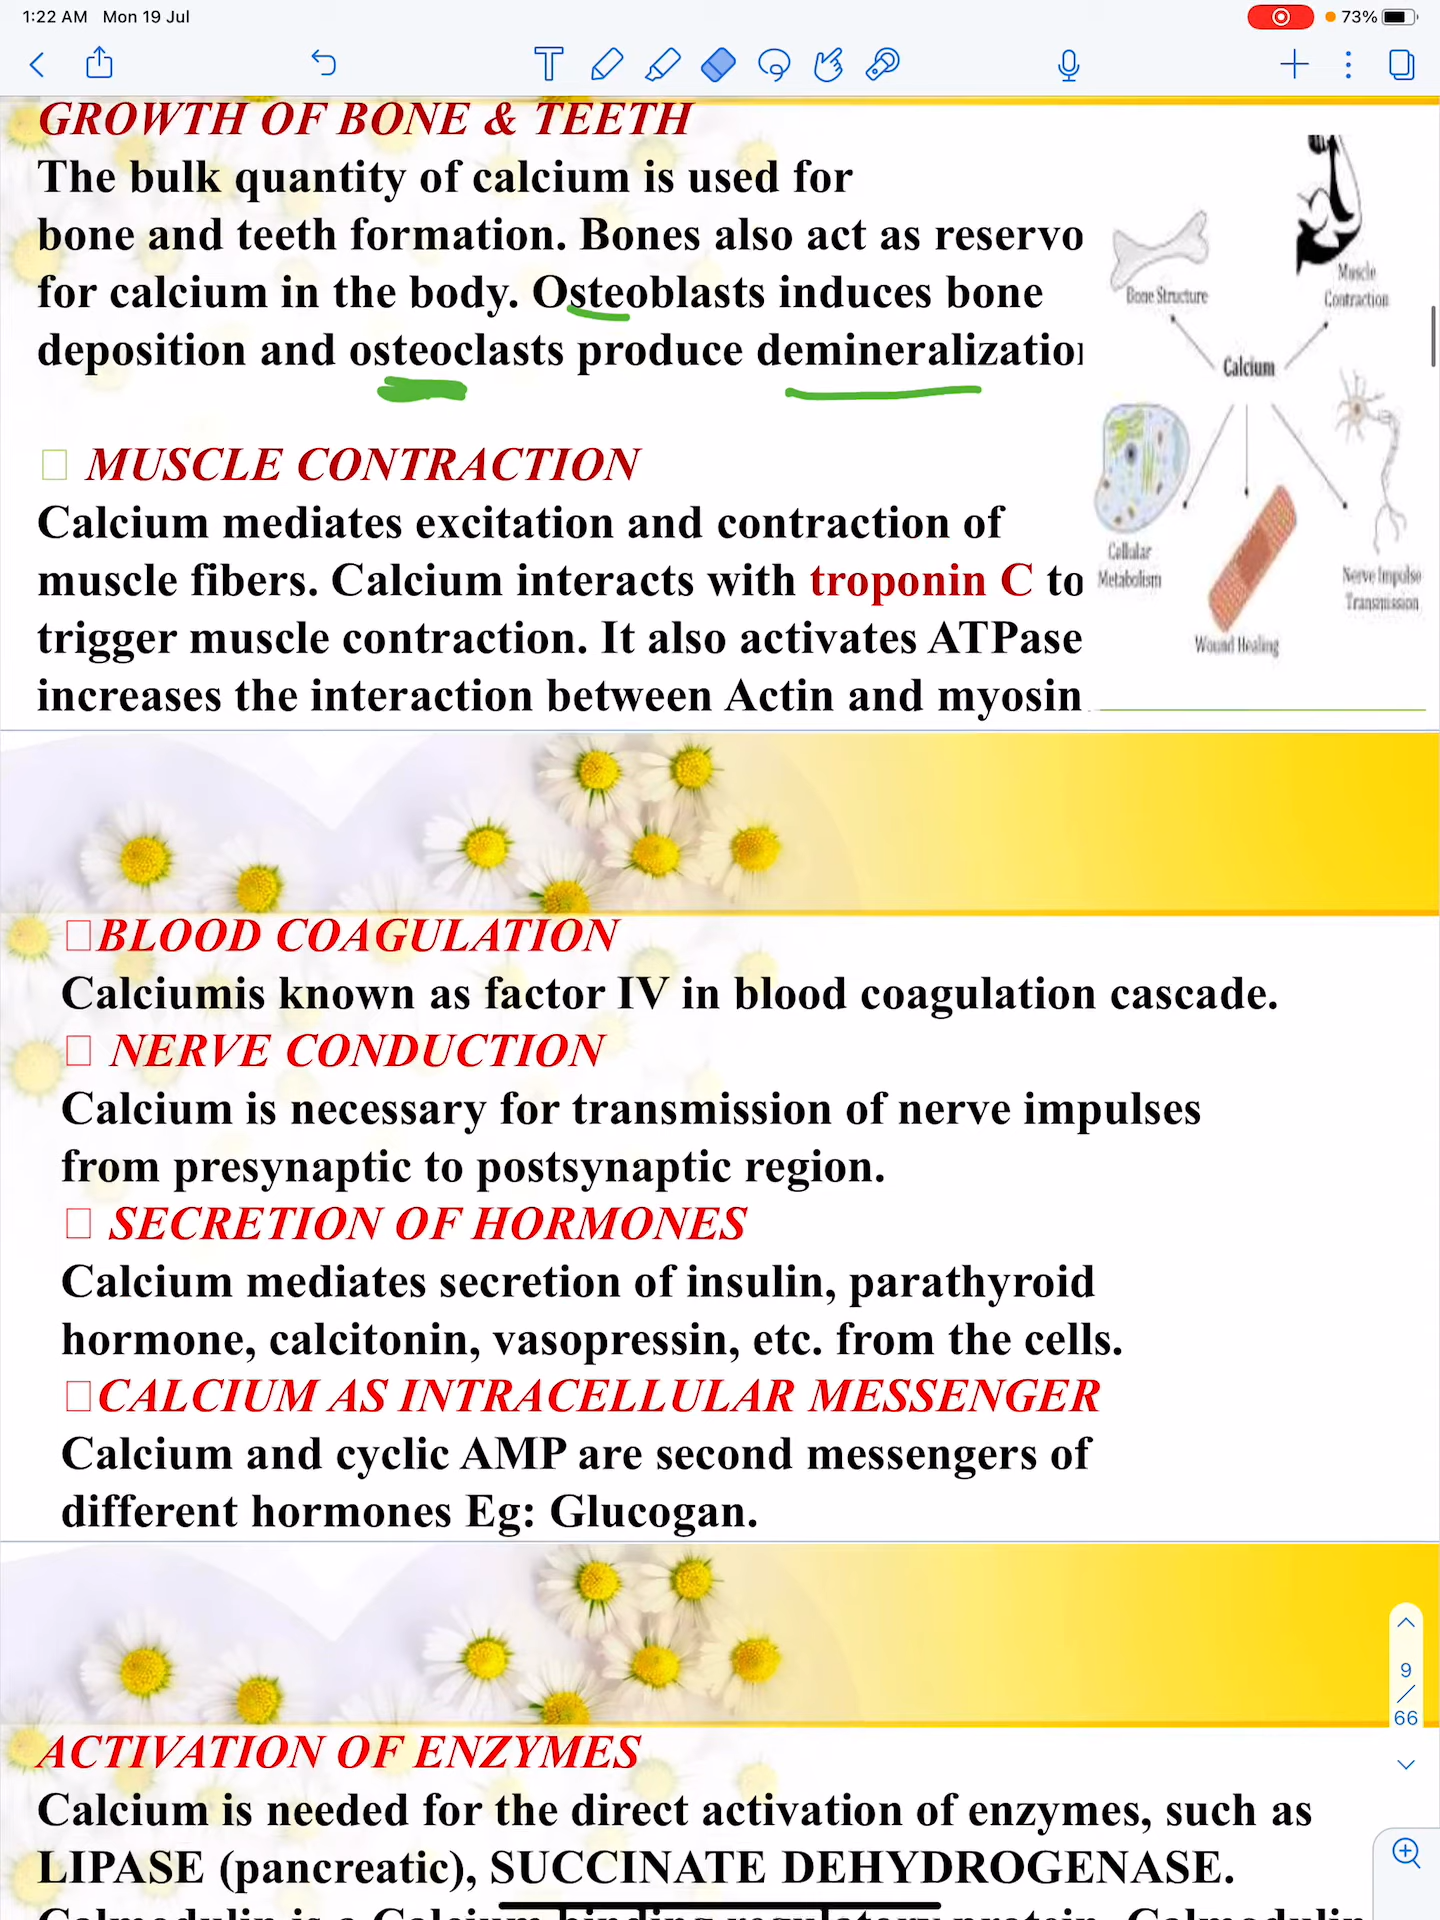 1:22 AM Mon 19 Jul
73%
GROWTH OF BONE & TEETH
The bulk quantity of calcium is used for
bone and teeth formation. Bones also act as reservo
for calcium in the body. Osteoblasts induces bone
deposition and osteoclasts produce demineralization
Bone Structure
Muscle
Contraction
Calcium
Cellular
Metabolism
Wound Healing
Nerve Impulse
Transmission
MUSCLE CONTRACTION
Calcium mediates excitation and contraction of
muscle fibers. Calcium interacts with troponin C to
trigger muscle contraction. It also activates ATPase
increases the interaction between Actin and myosin
BLOOD COAGULATION
Calciumis known as factor IV in blood coagulation cascade.
NERVE CONDUCTION
Calcium is necessary for transmission of nerve impulses
from presynaptic to postsynaptic region.
SECRETION OF HORMONES
Calcium mediates secretion of insulin, parathyroid
hormone, calcitonin, vasopressin, etc. from the cells.
CALCIUM AS INTRACELLULAR MESSENGER
Calcium and cyclic AMP are second messengers of
different hormones Eg: Glucogan.
9
/
66
ACTIVATION OF ENZYMES
Calcium is needed for the direct activation of enzymes, such as
LIPASE (pancreatic), SUCCINATE DEHYDROGENASE.
Calmodulin is a Calcium binding regulatory protein. Calmodulin